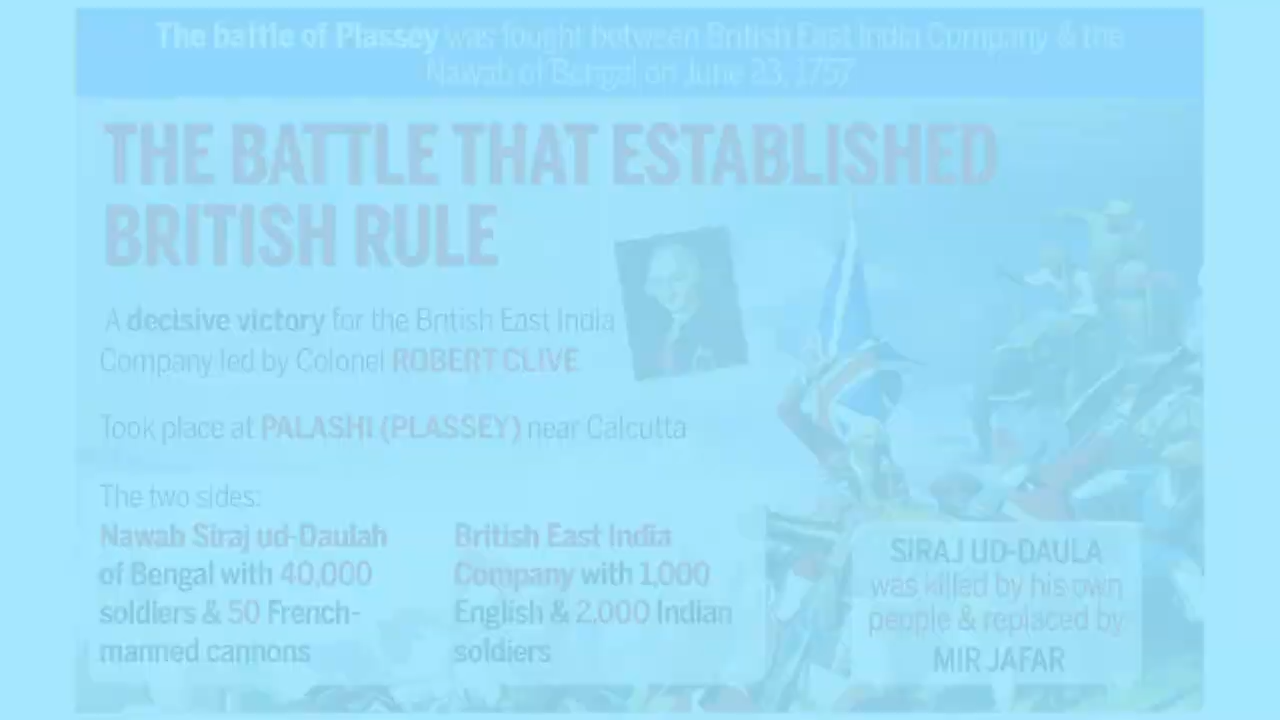 The battle of Plassey was fought between British East India Company & the
Nawab of Bengal on June 23, 1757
THE BATTLE THAT ESTABLISHED
BRITISH RULE
A decisive victory for the British East India
Company led by Colonel ROBERT CLIVE
Took place at PALASHI (PLASSEY) near Calcutta
The two sides:
Nawab Siraj ud-Daulah
of Bengal with 40,000
soldiers & 50 French-
manned cannons
British East India
Company with 1,000
English & 2,000 Indian
soldiers
SIRAJ UD-DAULA
was killed by his own
people & replaced by
MIR JAFAR